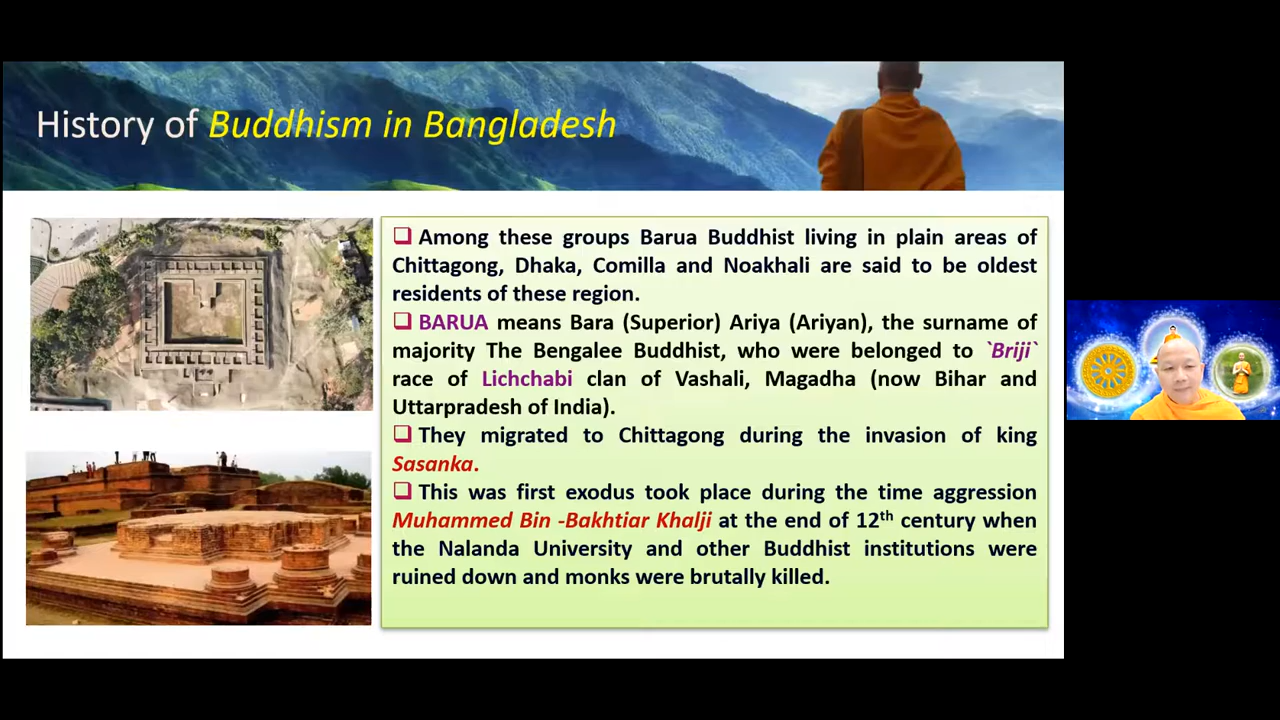 History of Buddhism in Bangladesh
❑ Among these groups Barua Buddhist living in plain areas of
Chittagong, Dhaka, Comilla and Noakhali are said to be oldest
residents of these region.
❑ BARUA means Bara (Superior) Ariya (Ariyan), the surname of
majority The Bengalee Buddhist, who were belonged to `Briji`
race of Lichchabi clan of Vashali, Magadha (now Bihar and
Uttarpradesh of India).
❑ They migrated to Chittagong during the invasion of king
Sasanka.
❑ This was first exodus took place during the time aggression
Muhammed Bin -Bakhtiar Khalji at the end of 12th century when
the Nalanda University and other Buddhist institutions were
ruined down and monks were brutally killed.